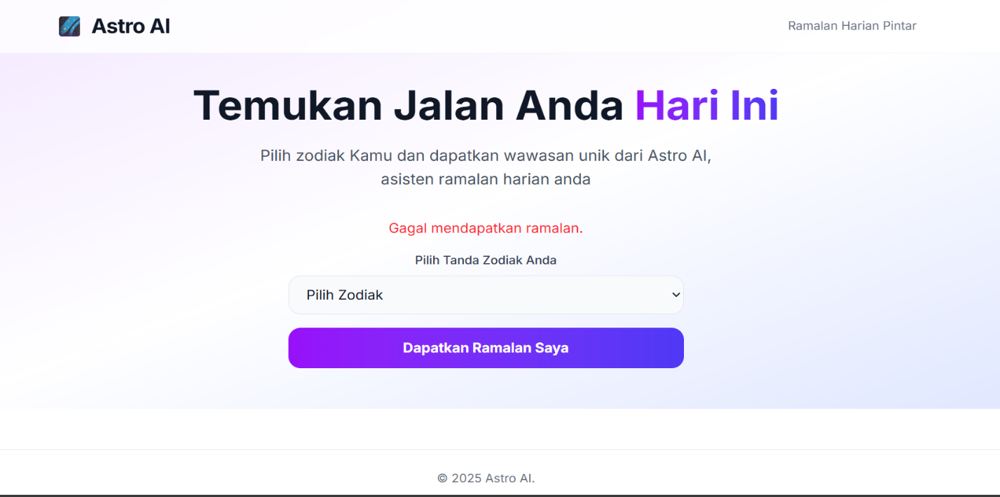 Astro AI
Ramalan Harian Pintar
Temukan Jalan Anda Hari Ini
Pilih zodiak Kamu dan dapatkan wawasan unik dari Astro AI,
asisten ramalan harian anda
Gagal mendapatkan ramalan.
Pilih Tanda Zodiak Anda
Pilih Zodiak
Dapatkan Ramalan Saya
© 2025 Astro AI.